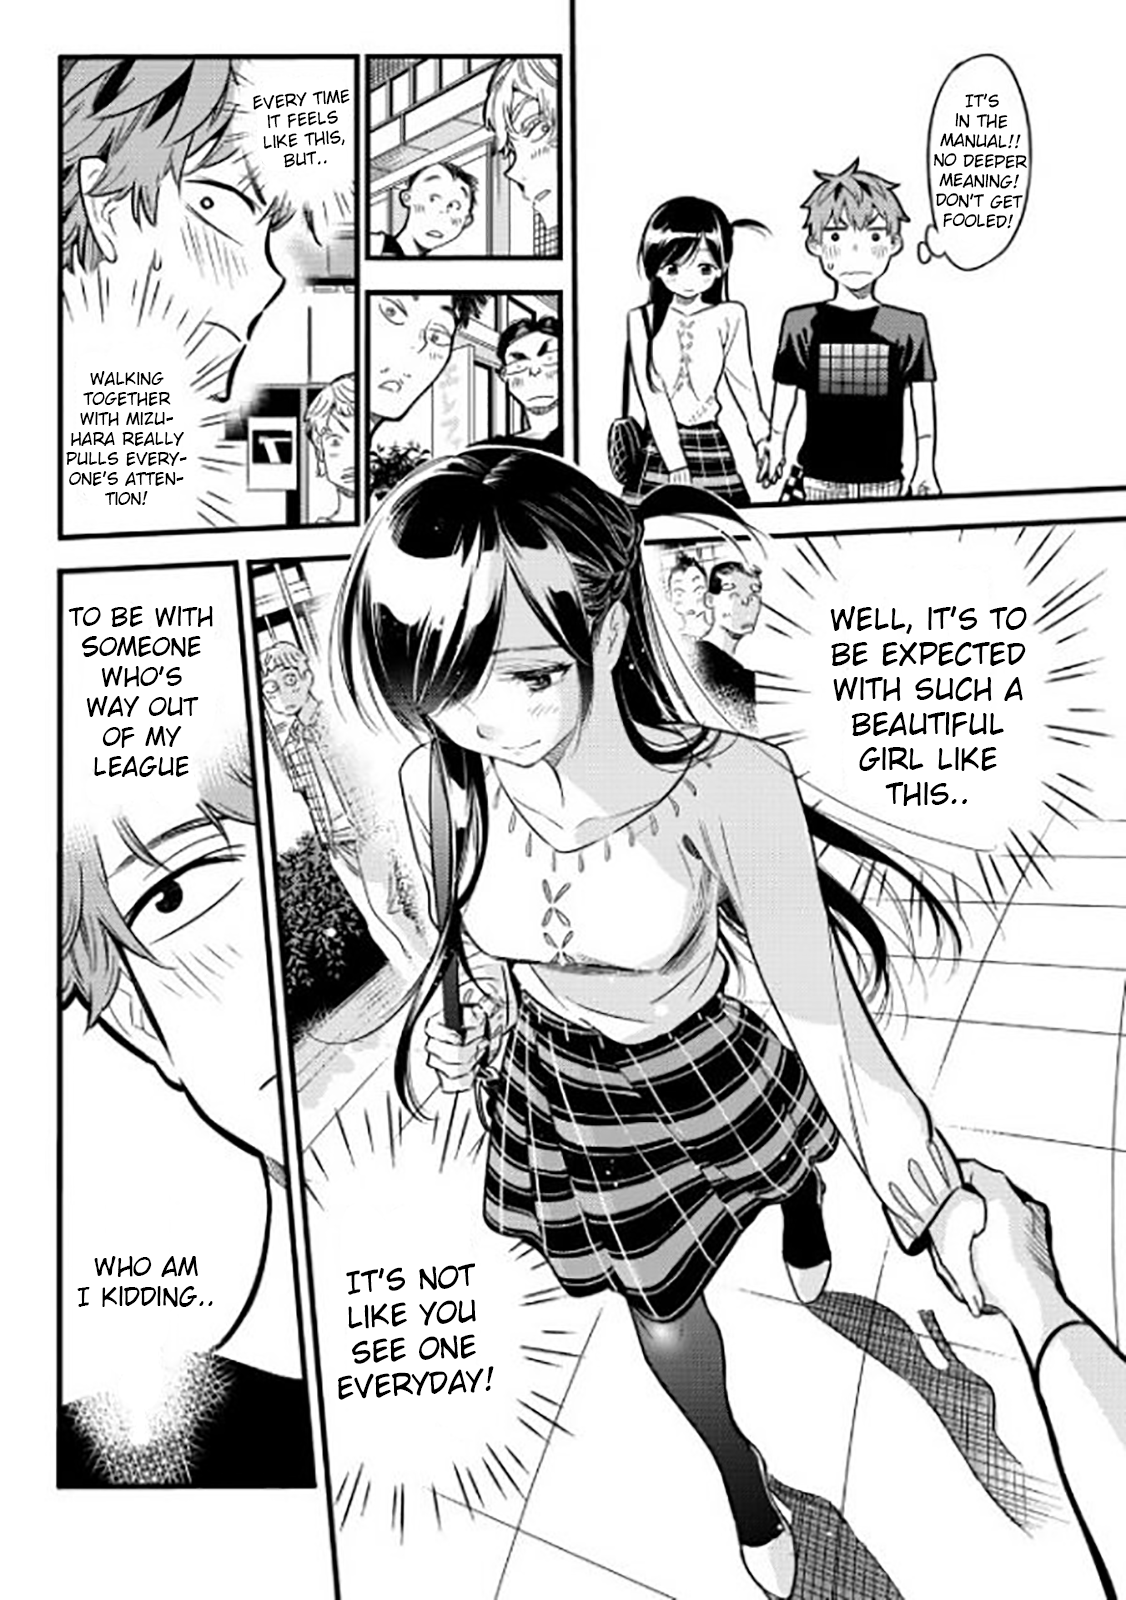 IT'S
IN THE
MANUAL!!
NO DEEPER
MEANING!
DON'T GET
FOOLED!
EVERY TIME
IT FEELS
LIKE THIS,
BUT..
WALKING
TOGETHER
WITH MIZU-
HARA REALLY
PULLS EVERY-
ONE'S ATTEN-
TION!
WELL, IT'S TO
BE EXPECTED
WITH SUCH A
BEAUTIFUL
GIRL LIKE
THIS..
IT'S NOT
LIKE YOU
SEE ONE
EVERYDAY!
TO BE WITH
SOMEONE
WHO'S
WAY OUT
OF MY
LEAGUE
WHO AM
I KIDDING..